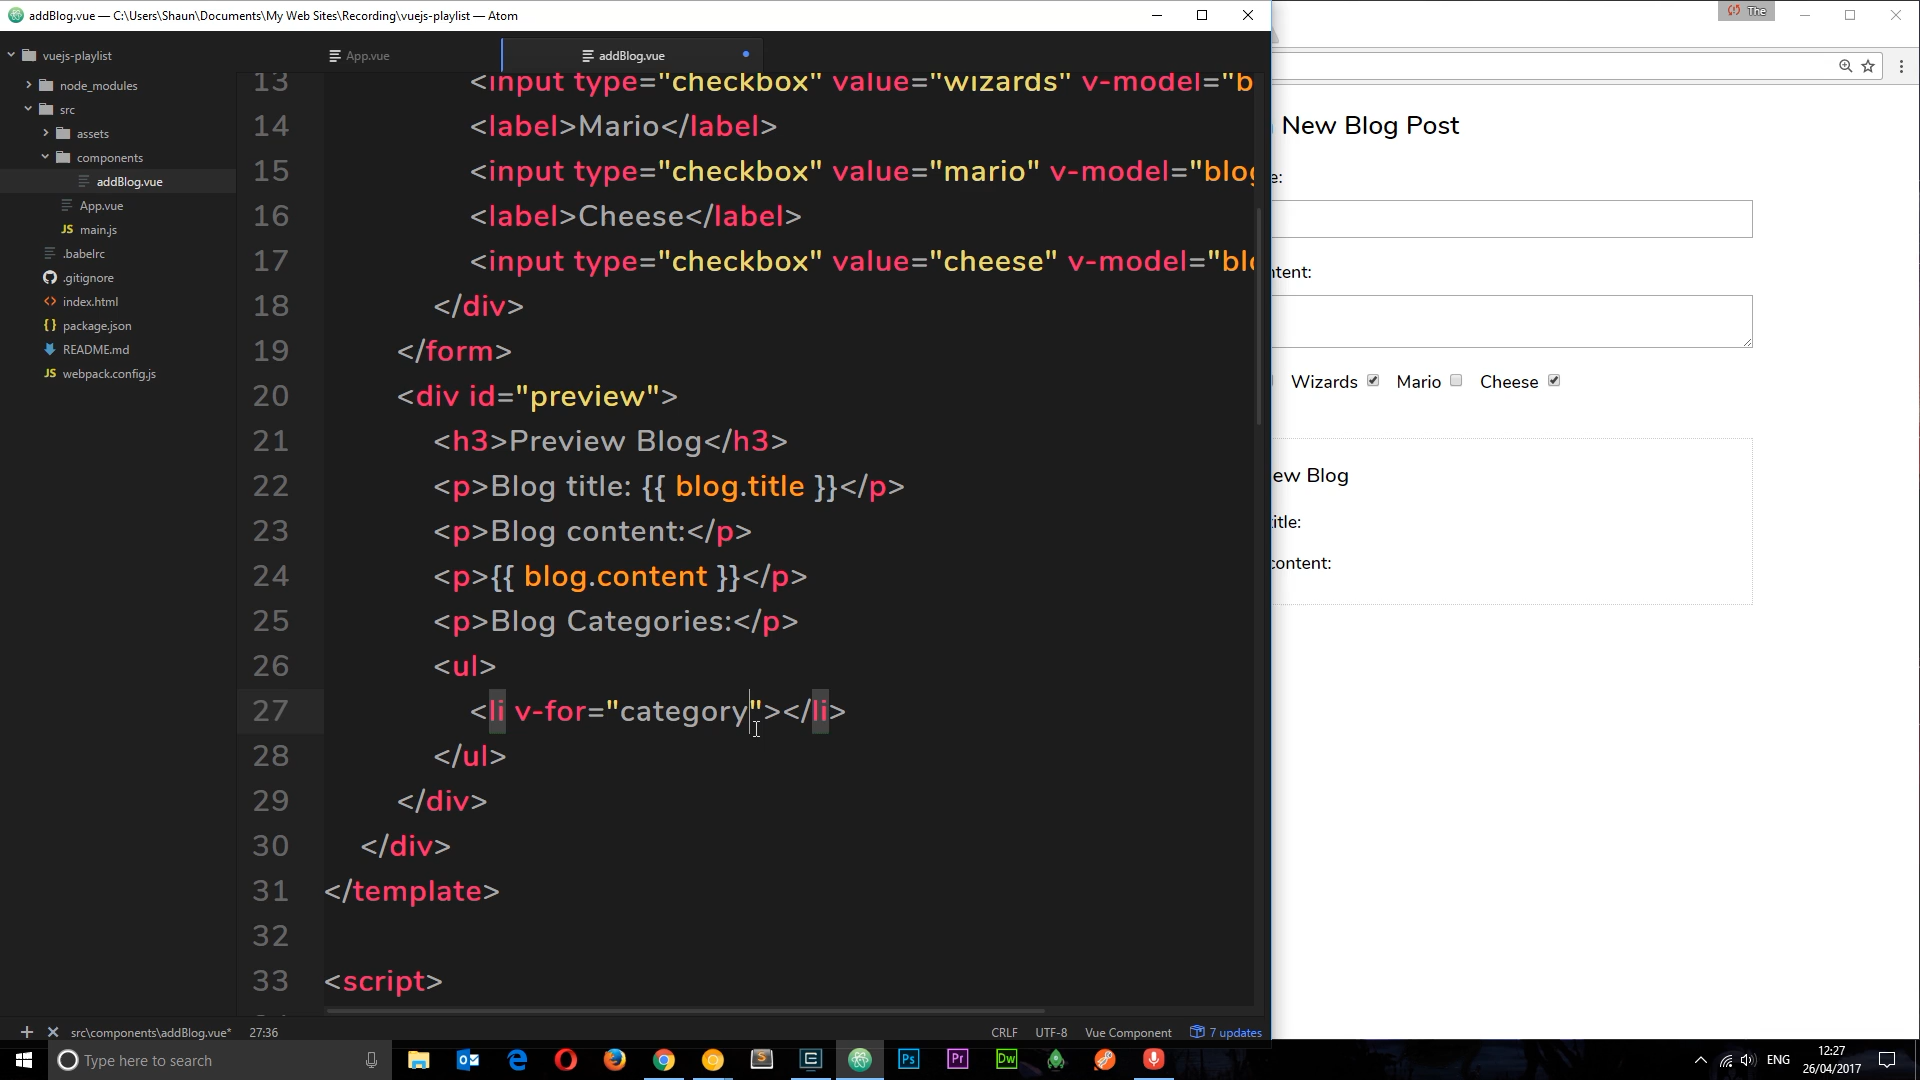 addBlog.vue — C:\Users\Shaun\Documents\My Web Sites\Recording\vuejs-playlist — Atom
The
vuejs-playlist
node_modules
src
assets
components
addBlog.vue
App.vue
JS main.js
.babelrc
.gitignore
<> index.html
{} package.json
README.md
JS webpack.config.js
App.vue
addBlog.vue
13 <input type="checkbox" value="wizards" v-model="b
14 <label>Mario</label>
15 <input type="checkbox" value="mario" v-model="blog
16 <label>Cheese</label>
17 <input type="checkbox" value="cheese" v-model="blo
18 </div>
19 </form>
20 <div id="preview">
21 <h3>Preview Blog</h3>
22 <p>Blog title: {{ blog.title }}</p>
23 <p>Blog content:</p>
24 <p>{{ blog.content }}</p>
25 <p>Blog Categories:</p>
26 <ul>
27 <li v-for="category"></li>
28 </ul>
29 </div>
30 </div>
31 </template>
32
33 <script>
New Blog Post
e:
ntent:
Wizards Mario Cheese
ew Blog
itle:
content:
src\components\addBlog.vue* 27:36
CRLF UTF-8 Vue Component 7 updates
Type here to search
Ps
Pr
Dw
ENG
12:27
26/04/2017